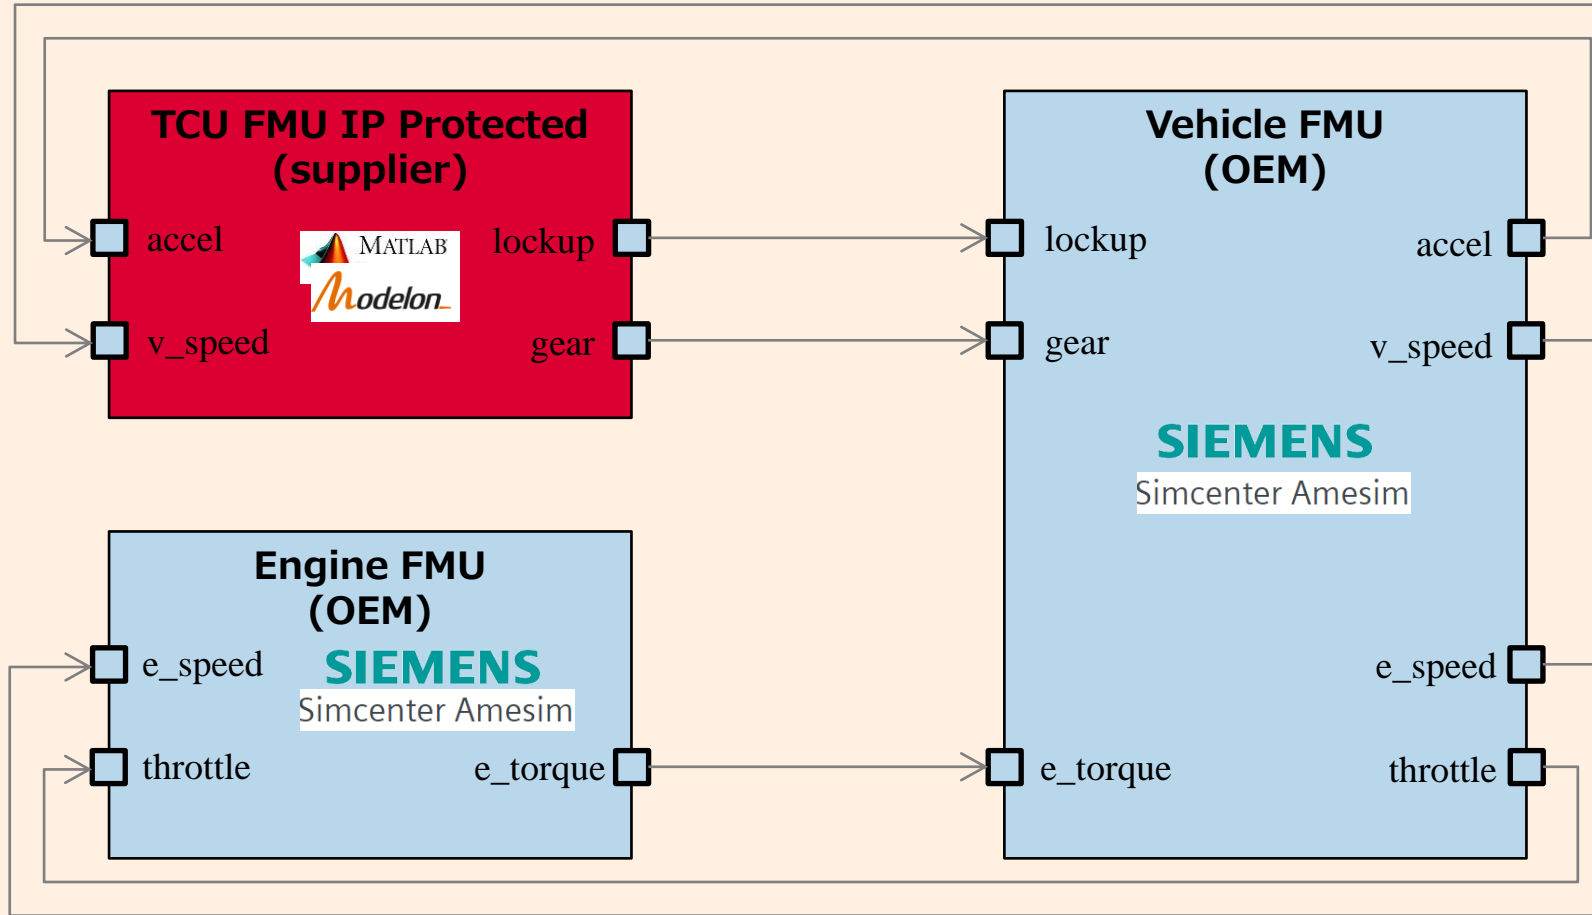 TCU FMU IP Protected
(supplier)
accel
v_speed
MATLAB
Modelon
lockup
gear
Vehicle FMU
(OEM)
lockup
gear
accel
v_speed
SIEMENS
Simcenter Amesim
e_speed
e_torque
throttle
Engine FMU
(OEM)
e_speed
throttle
SIEMENS
Simcenter Amesim
e_torque